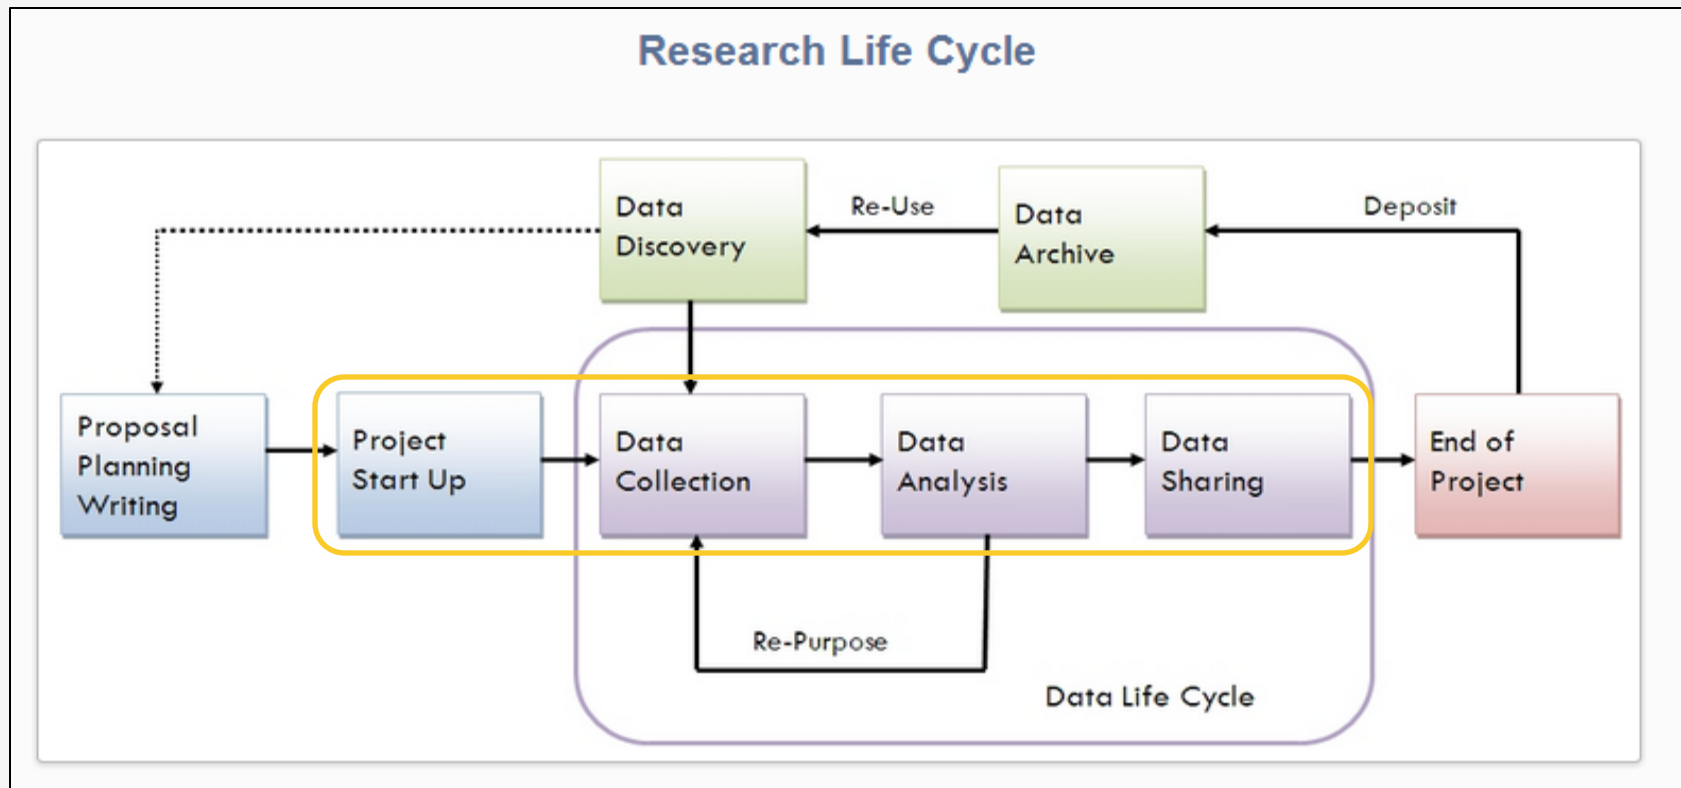 Research Life Cycle
Data
Discovery
Re-Use
Data
Archive
Deposit
Proposal
Planning
Writing
Project
Start Up
Data
Collection
Data
Analysis
Data
Sharing
End of
Project
Re-Purpose
Data Life Cycle